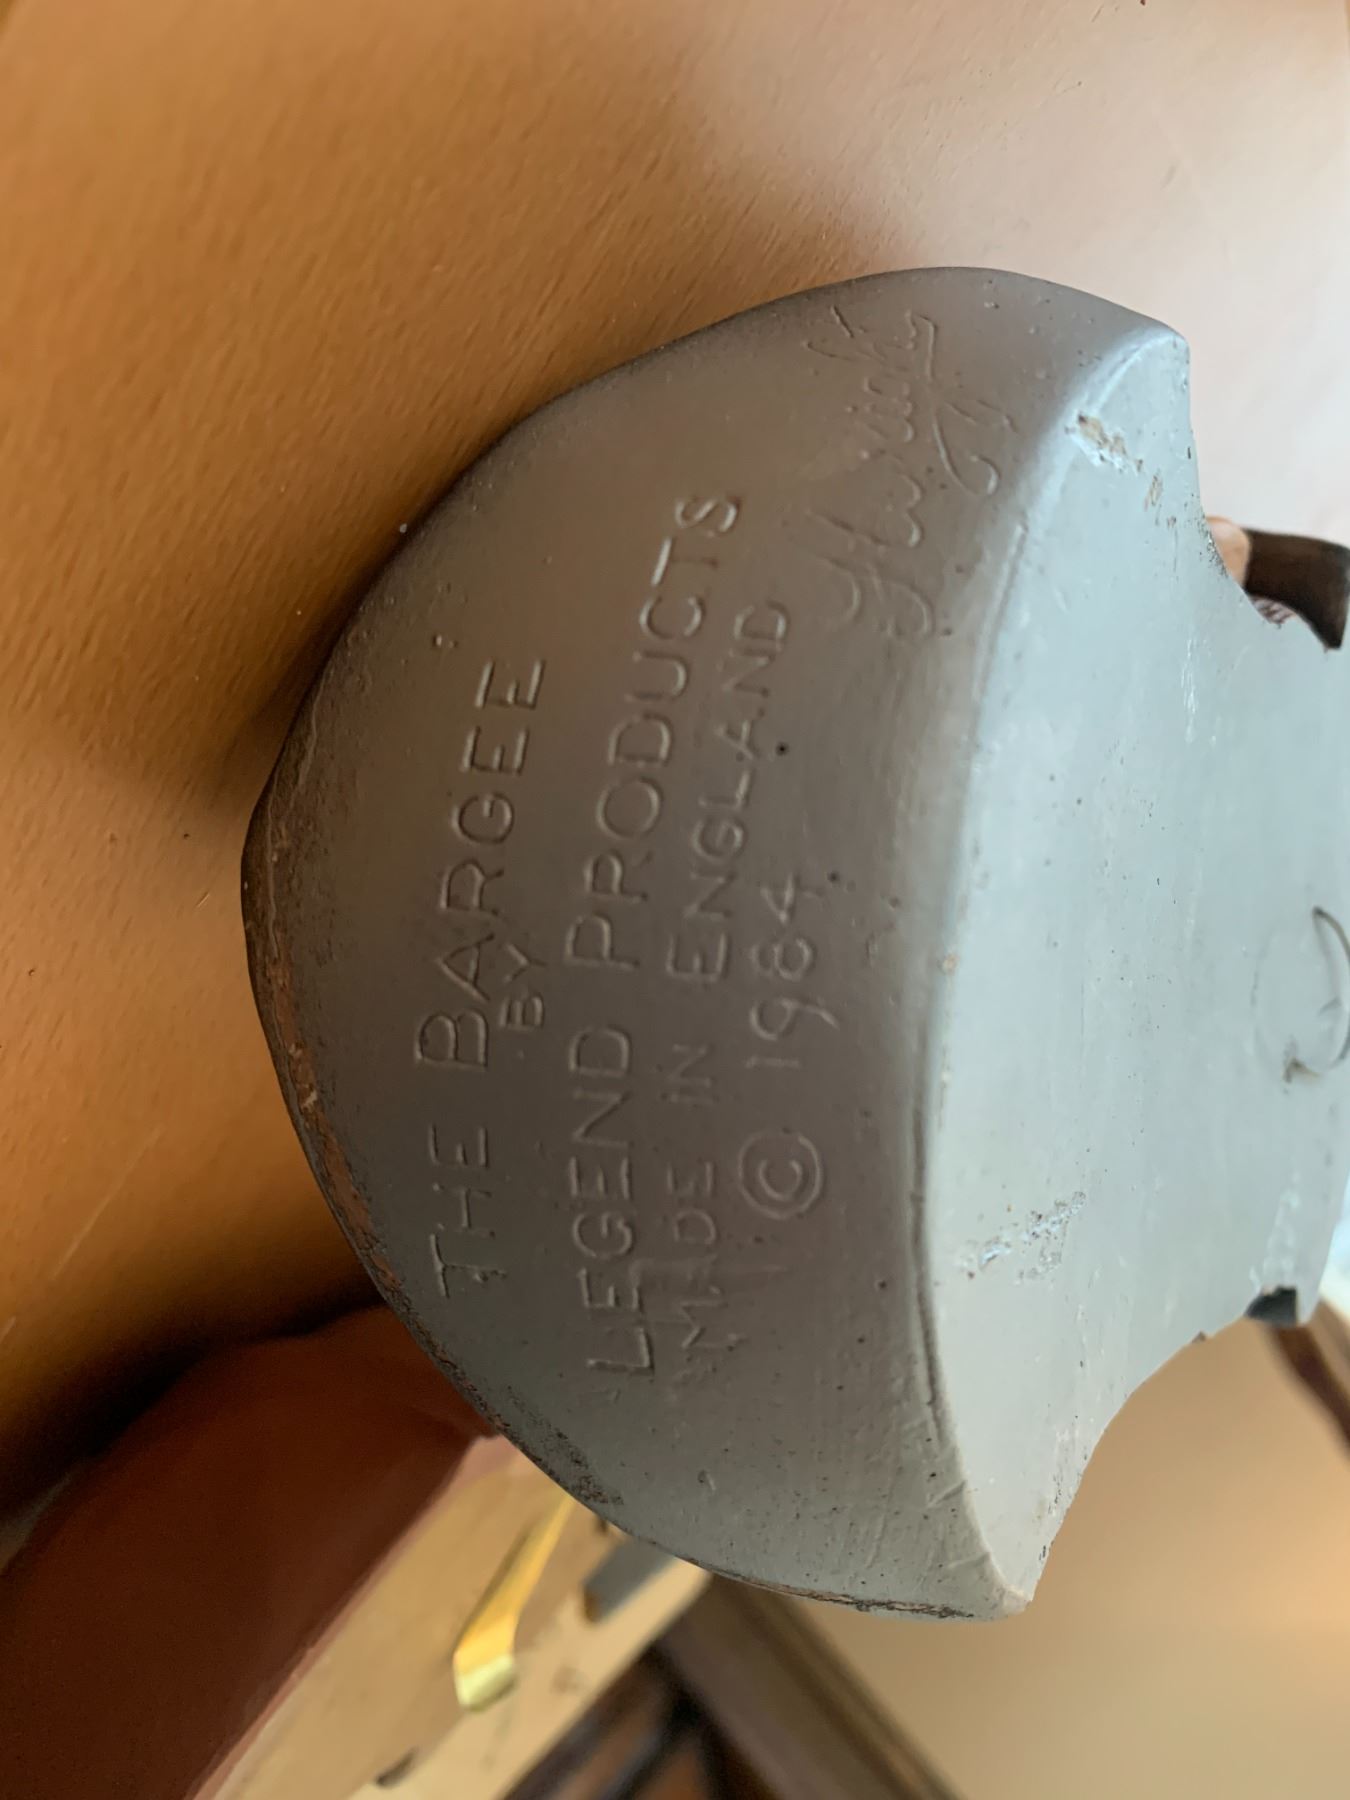 THE BARGEE
BY
LEGEND PRODUCTS
MADE IN ENGLAND
© 1984